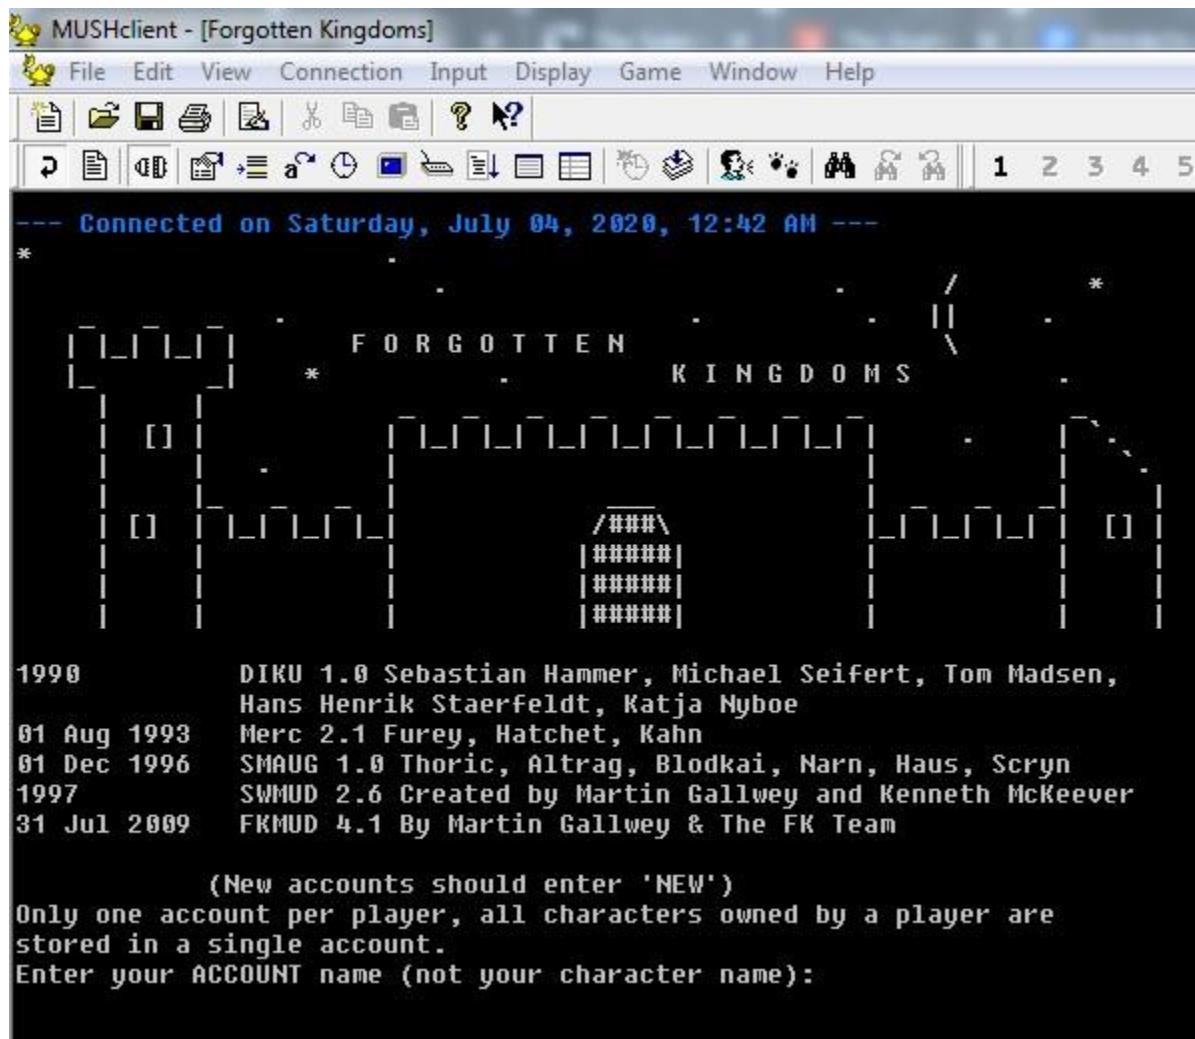 MUSHclient - [Forgotten Kingdoms]
File Edit View Connection Input Display Game Window Help
1 2 3 4 5
--- Connected on Saturday, July 04, 2020, 12:42 AM ---
F O R G O T T E N
K I N G D O M S
1990 DIKU 1.0 Sebastian Hammer, Michael Seifert, Tom Madsen,
Hans Henrik Staerfeldt, Katja Nyboe
01 Aug 1993 Merc 2.1 Furey, Hatchet, Kahn
01 Dec 1996 SMAUG 1.0 Thoric, Altrag, Blodkai, Narn, Haus, Scryn
1997 SWMUD 2.6 Created by Martin Gallwey and Kenneth McKeever
31 Jul 2009 FKMUD 4.1 By Martin Gallwey & The FK Team
(New accounts should enter 'NEW')
Only one account per player, all characters owned by a player are
stored in a single account.
Enter your ACCOUNT name (not your character name):